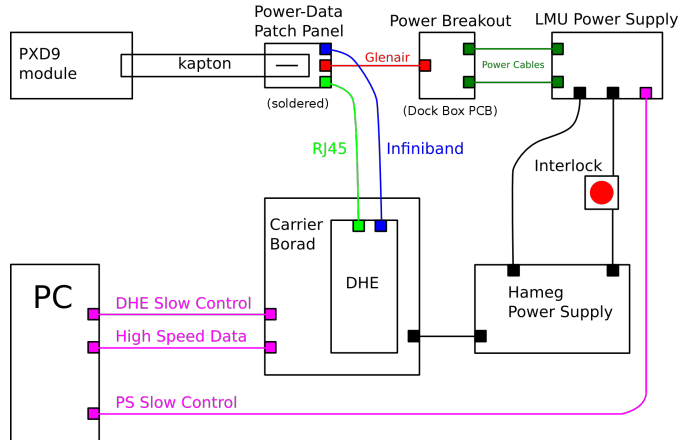 Power-Data
Patch Panel
Power Breakout
LMU Power Supply
PXD9
module
kapton
Glenair
Power Cables
(soldered)
(Dock Box PCB)
RJ45
Infiniband
Interlock
Carrier
Borad
DHE
PC
Hameg
Power Supply
DHE Slow Control
High Speed Data
PS Slow Control